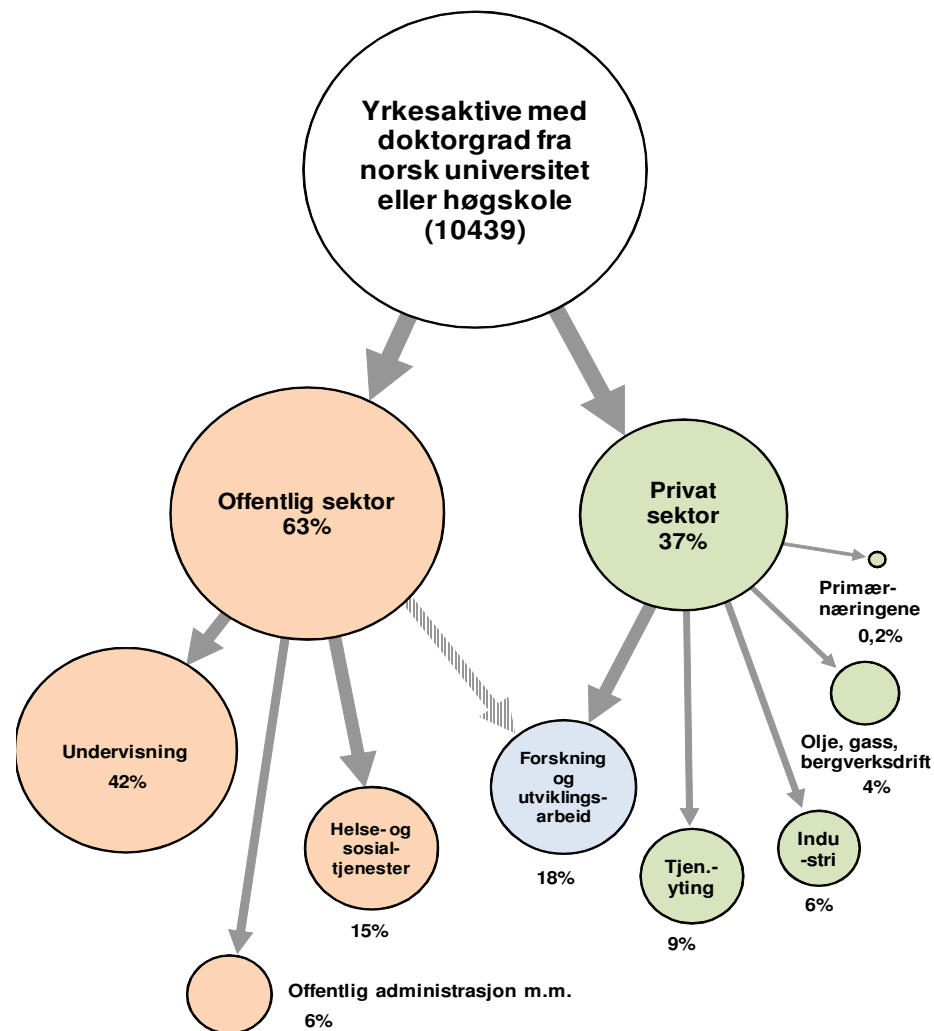 Yrkesaktive med
doktorgrad fra
norsk universitet
eller høgskole
(10439)
Offentlig sektor
63%
Privat
sektor
37%
Primær-
næringene
0,2%
Undervisning
42%
Helse- og
sosial-
tjenester
15%
Forskning
og
utviklings-
arbeid
18%
Tjen.-
yting
9%
Indu
-stri
6%
Olje, gass,
bergverksdrift
4%
Offentlig administrasjon m.m.
6%